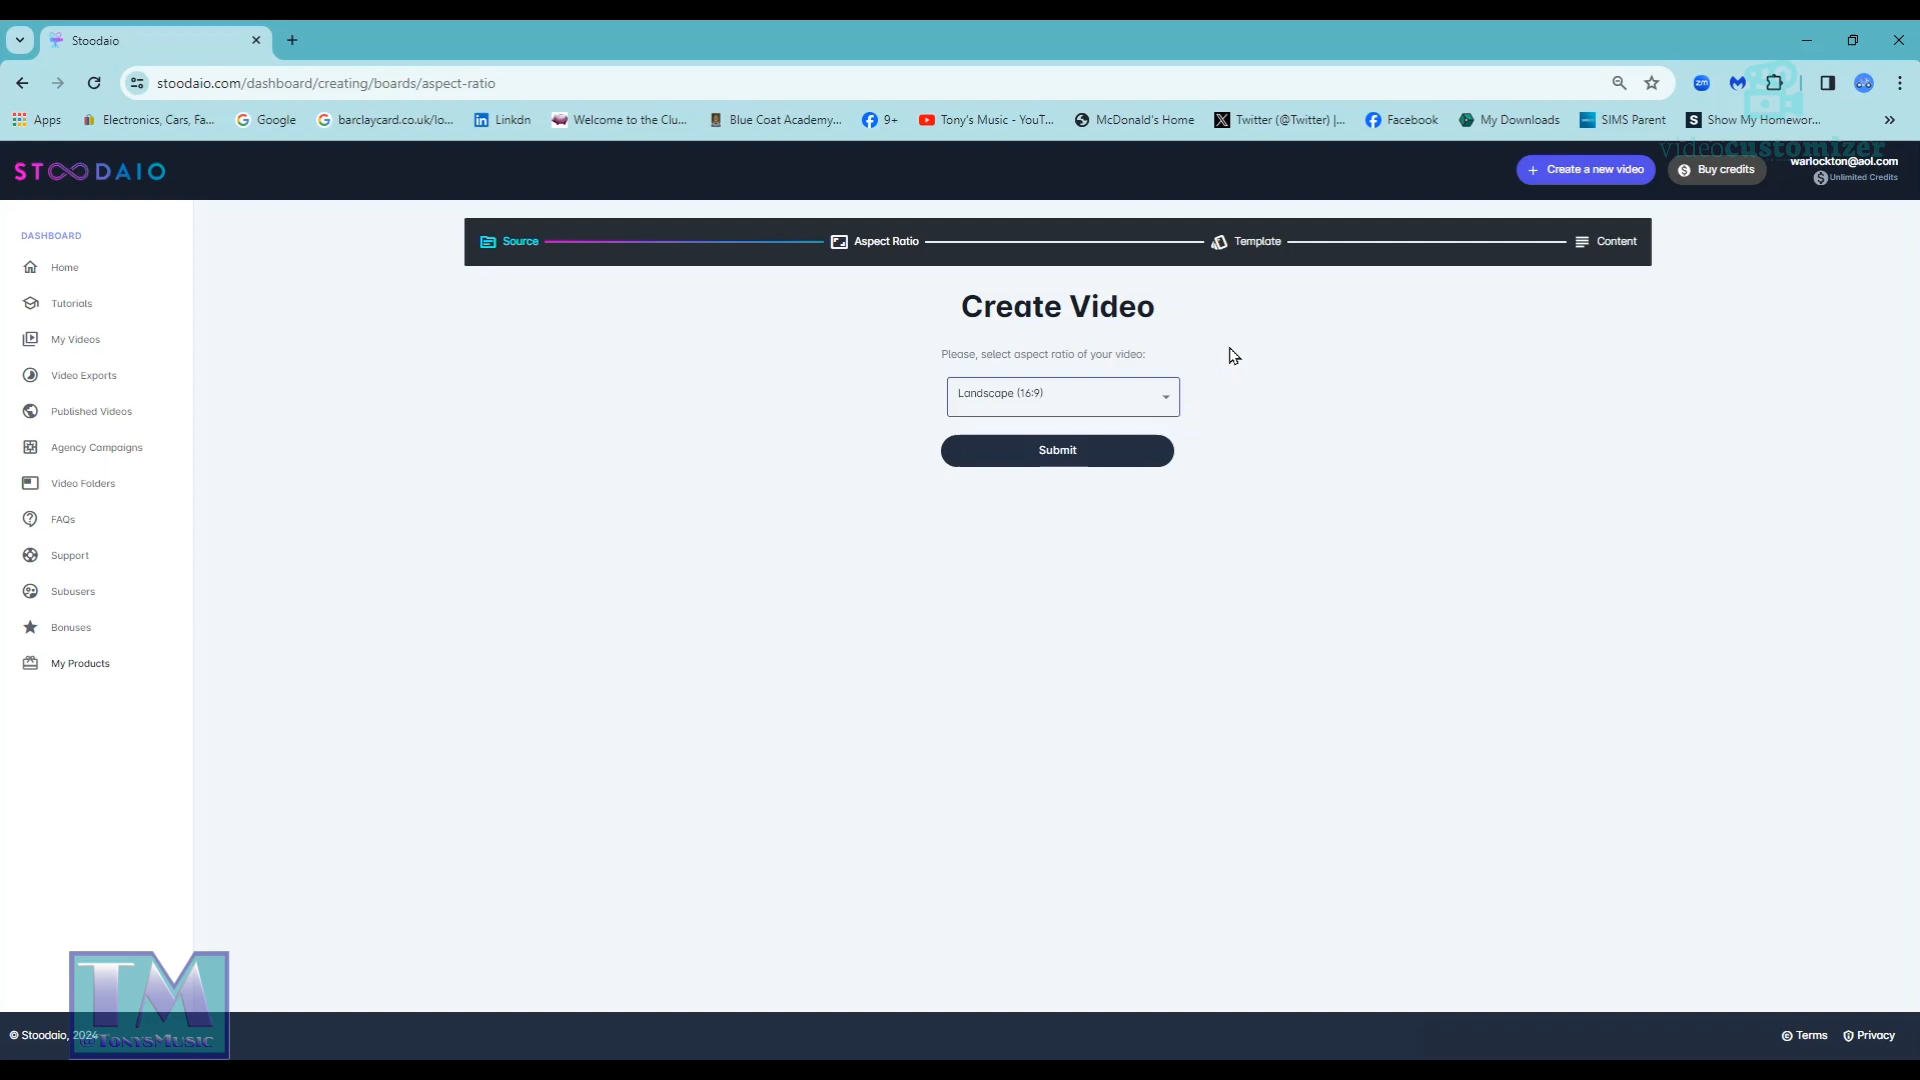 Stoodaio
stoodaio.com/dashboard/creating/boards/aspect-ratio
zm
Apps
Electronics, Cars, Fa...
Google
barclaycard.co.uk/lo...
Linkdn
Welcome to the Clu...
Blue Coat Academy...
9+
Tony's Music - YouT...
McDonald's Home
Twitter (@Twitter) |...
Facebook
My Downloads
SIMS Parent
Show My Homewor...
»
videocustomizer
STOODAIO
+ Create a new video
Buy credits
warlockton@aol.com
Unlimited Credits
Source
Aspect Ratio
Template
Content
DASHBOARD
Home
Tutorials
My Videos
Video Exports
Published Videos
Agency Campaigns
Video Folders
FAQs
Support
Subusers
Bonuses
My Products
Create Video
Please, select aspect ratio of your video:
Landscape (16:9)
Submit
TM
@TonysMusic
© Stoodaio, 2024
Terms
Privacy